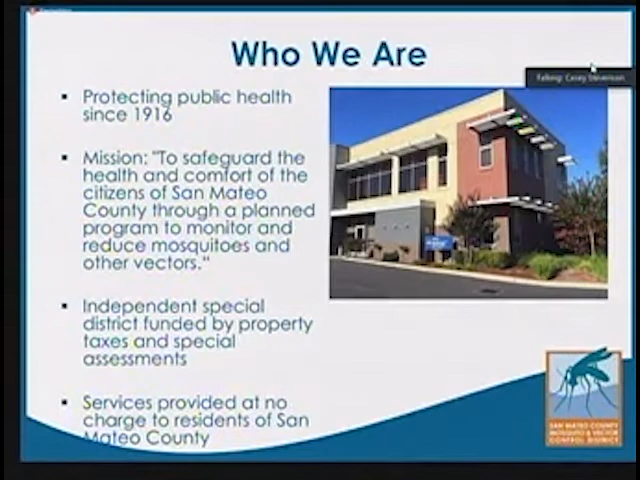 Who We Are
Talking: Casey Stevenson
▪ Protecting public health
since 1916
▪ Mission: "To safeguard the
health and comfort of the
citizens of San Mateo
County through a planned
program to monitor and
reduce mosquitoes and
other vectors."
▪ Independent special
district funded by property
taxes and special
assessments
▪ Services provided at no
charge to residents of San
Mateo County
SAN MATEO COUNTY
MOSQUITO & VECTOR
CONTROL DISTRICT